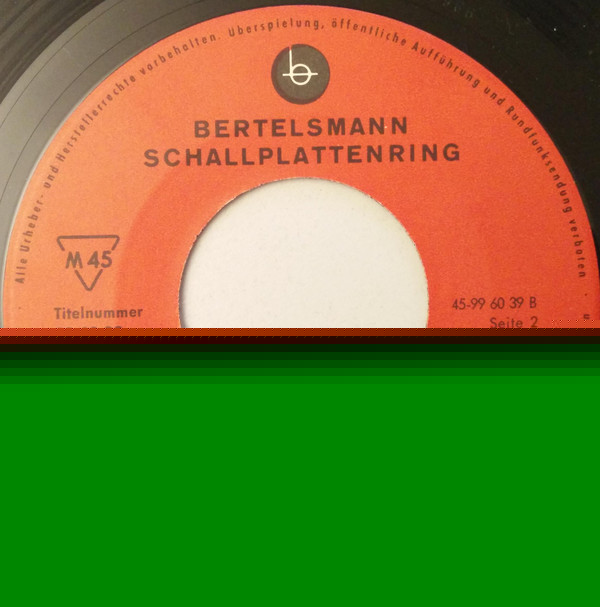 Alle Urheber- und Herstellerrechte vorbehalten. Überspielung, öffentliche Aufführung und Rundfunksendung verboten ·
b
BERTELSMANN
SCHALLPLATTENRING
M 45
Titelnummer
45-99 60 39 B
Seite 2